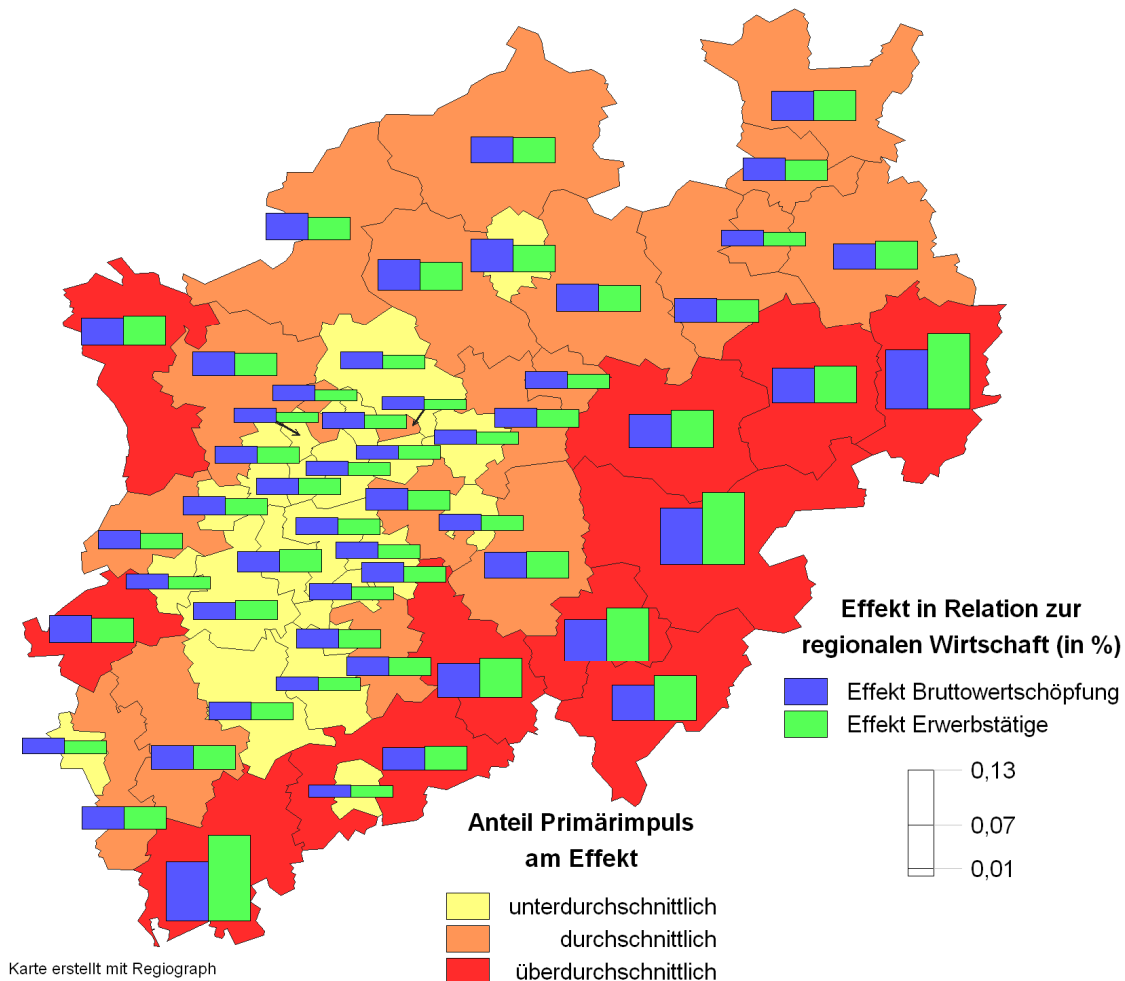 Effekt in Relation zur
regionalen Wirtschaft (in %)
Effekt Bruttowertschöpfung
Effekt Erwerbstätige
0,13
0,07
0,01
Anteil Primärimpuls
am Effekt
unterdurchschnittlich
durchschnittlich
überdurchschnittlich
Karte erstellt mit Regiograph